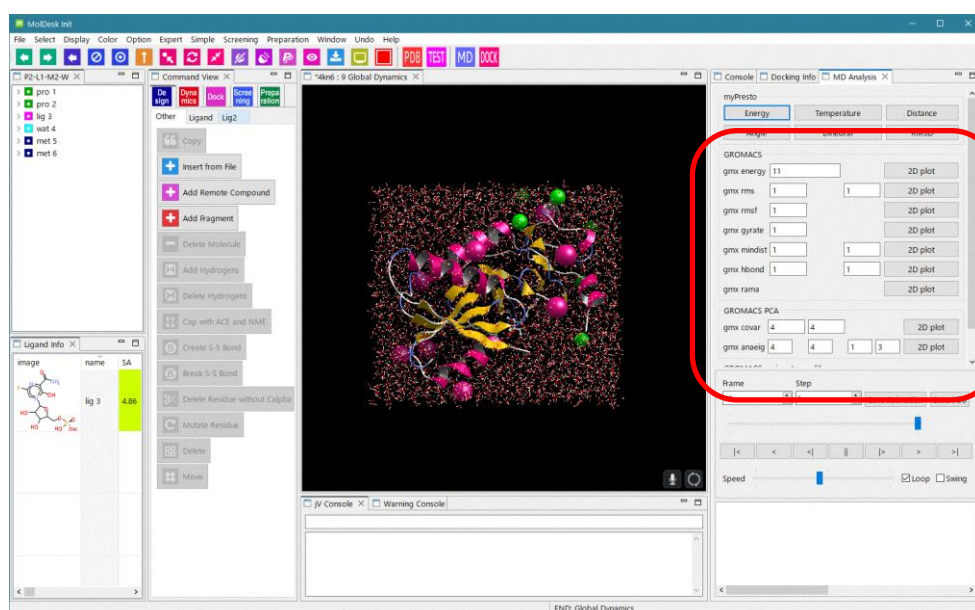 MolDesk Init
File Select Display Color Option Expert Simple Screening Preparation Window Undo Help
PDB TEST MD DOCK
P2-L1-M2-W
pro 1
pro 2
lig 3
wat 4
met 5
met 6
Ligand Info
image name SA
lig 3 4.86
Command View
De sign Dyna mics Dock Scree ning Prepa ration
Other Ligand Lig2
Copy
Insert from File
Add Remote Compound
Add Fragment
Delete Molecule
Add Hydrogens
Delete Hydrogens
Cap with ACE and NME
Create S-S Bond
Break S-S Bond
Delete Residue without Calpha
Mutate Residue
Delete
Move
*4kn6 : 9 Global Dynamics
jV Console Warning Console
Console Docking Info MD Analysis
myPresto
Energy Temperature Distance
Angle Dihedral RMSD
GROMACS
gmx energy 11 2D plot
gmx rms 1 1 2D plot
gmx rmsf 1 2D plot
gmx gyrate 1 2D plot
gmx mindist 1 1 2D plot
gmx hbond 1 1 2D plot
gmx rama 2D plot
GROMACS PCA
gmx covar 4 4 2D plot
gmx anaeig 4 4 1 3 2D plot
Frame Step
|< < <| || |> > >|
Speed Loop Swing
END: Global Dynamics